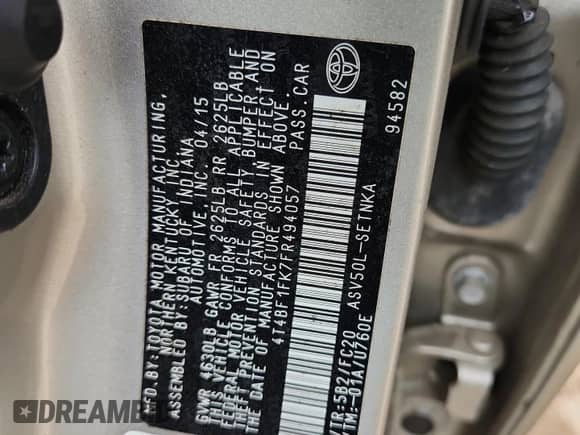 MFD.BY:TOYOTA MOTOR MANUFACTURING,
NORTHERN KENTUCKY, INC.
ASSEMBLED BY:SUBARU OF INDIANA
AUTOMOTIVE, INC. 04/15
GVWR 4630LB GAWR FR 2625LB RR 2625LB
THIS VEHICLE CONFORMS TO ALL APPLICABLE
FEDERAL MOTOR VEHICLE SAFETY, BUMPER, AND
THEFT PREVENTION STANDARDS IN EFFECT ON
THE DATE OF MANUFACTURE SHOWN ABOVE.
4T4BF1FK7FR494057 PASS.CAR
94582
ASV50L-SETNKA
C/TR:5B2/FC20
TM:-01A/U760E
DEALERSHIP
SECRETS